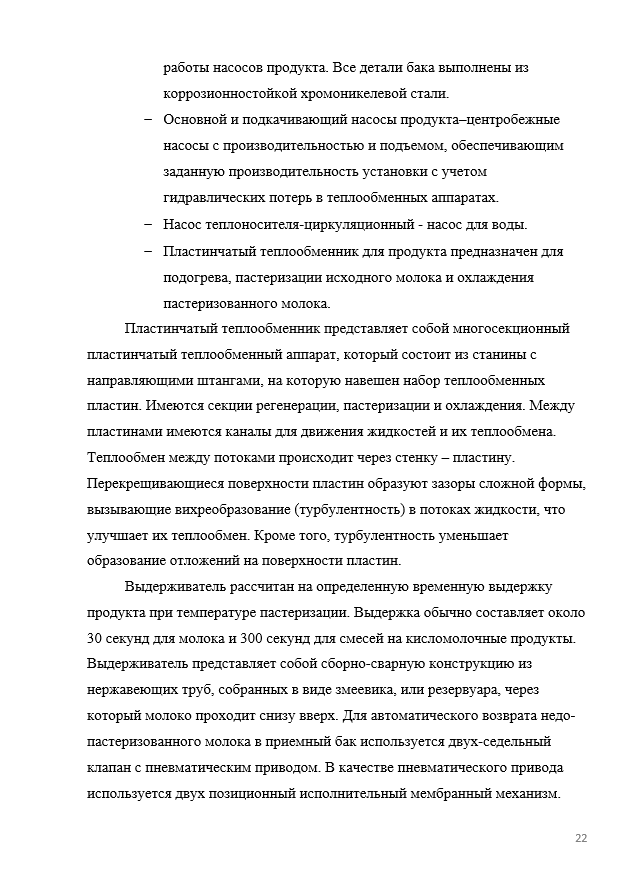 работы насосов продукта. Все детали бака выполнены из
коррозионностойкой хромоникелевой стали.
– Основной и подкачивающий насосы продукта–центробежные
насосы с производительностью и подъемом, обеспечивающим
заданную производительность установки с учетом
гидравлических потерь в теплообменных аппаратах.
– Насос теплоносителя-циркуляционный - насос для воды.
– Пластинчатый теплообменник для продукта предназначен для
подогрева, пастеризации исходного молока и охлаждения
пастеризованного молока.
Пластинчатый теплообменник представляет собой многосекционный
пластинчатый теплообменный аппарат, который состоит из станины с
направляющими штангами, на которую навешен набор теплообменных
пластин. Имеются секции регенерации, пастеризации и охлаждения. Между
пластинами имеются каналы для движения жидкостей и их теплообмена.
Теплообмен между потоками происходит через стенку – пластину.
Перекрещивающиеся поверхности пластин образуют зазоры сложной формы,
вызывающие вихреобразование (турбулентность) в потоках жидкости, что
улучшает их теплообмен. Кроме того, турбулентность уменьшает
образование отложений на поверхности пластин.
Выдерживатель рассчитан на определенную временную выдержку
продукта при температуре пастеризации. Выдержка обычно составляет около
30 секунд для молока и 300 секунд для смесей на кисломолочные продукты.
Выдерживатель представляет собой сборно-сварную конструкцию из
нержавеющих труб, собранных в виде змеевика, или резервуара, через
который молоко проходит снизу вверх. Для автоматического возврата недо-
пастеризованного молока в приемный бак используется двух-седельный
клапан с пневматическим приводом. В качестве пневматического привода
используется двух позиционный исполнительный мембранный механизм.
22